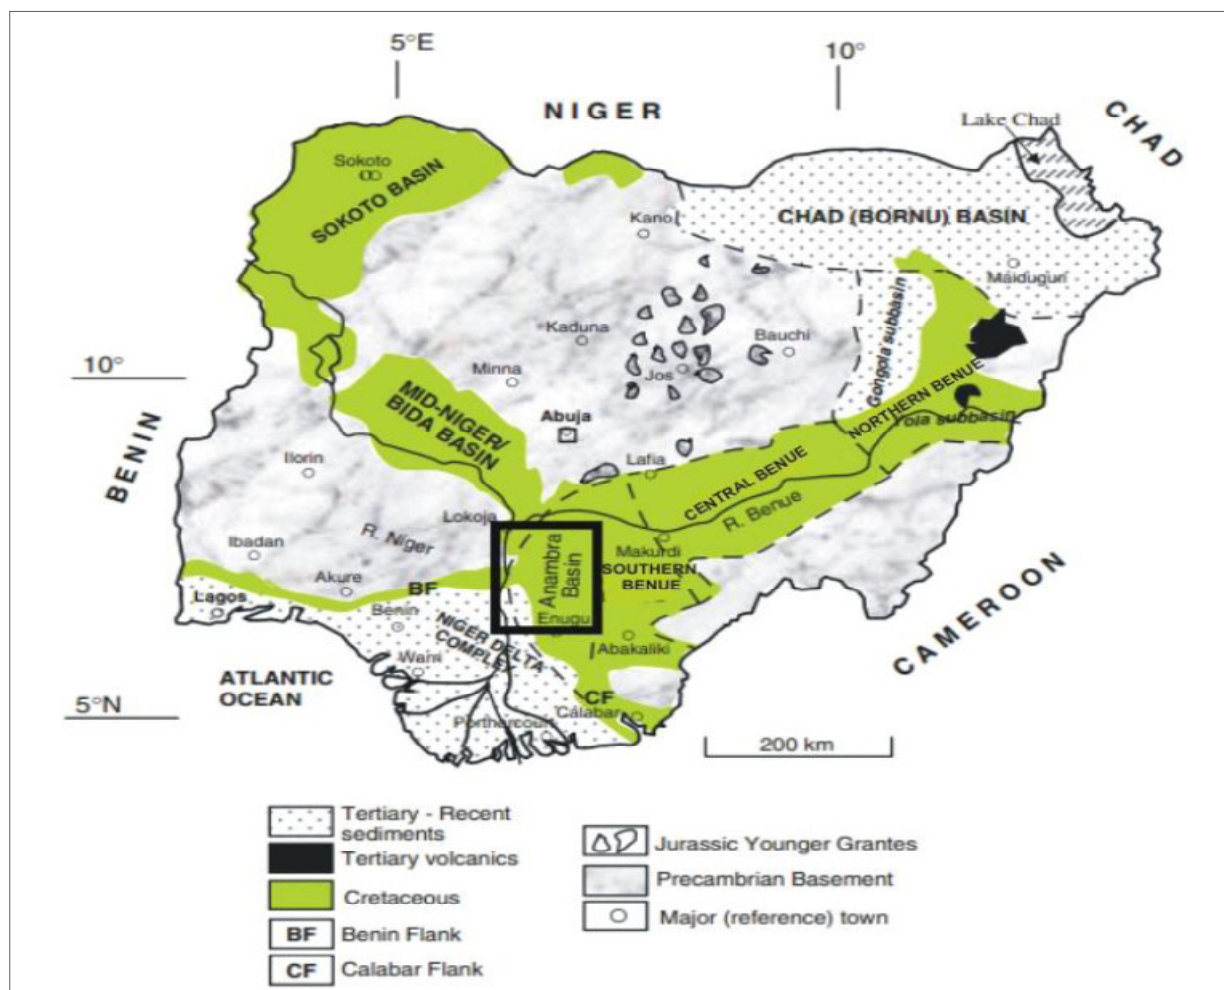 5°E
10°
NIGER
CHAD
Lake Chad
Sokoto
SOKOTO BASIN
Kano
CHAD (BORNU) BASIN
Maiduguri
Kaduna
Bauchi
Gongola subbasin
10°
Minna
Jos
NORTHERN BENUE
MID-NIGER/
BIDA BASIN
Abuja
Yola subbasin
BENIN
Ilorin
Lafia
CENTRAL BENUE
R. Benue
Lokoja
R. Niger
Ibadan
Anambra
Basin
Makurdi
SOUTHERN
BENUE
Akure
BF
Lagos
Benin
Enugu
NIGER DELTA
COMPLEX
Abakaliki
CAMEROON
Warri
ATLANTIC
OCEAN
CF
5°N
Calabar
Portharcourt
200 km
Tertiary - Recent
sediments
Tertiary volcanics
Cretaceous
BF Benin Flank
CF Calabar Flank
Jurassic Younger Grantes
Precambrian Basement
Major (reference) town